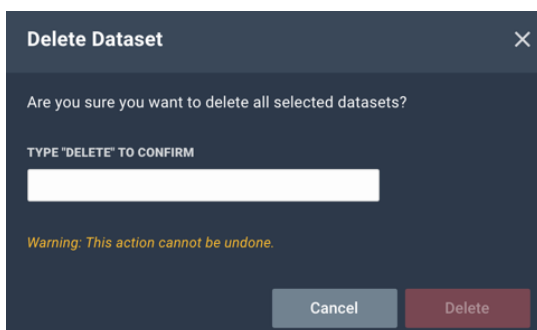 Delete Dataset
Are you sure you want to delete all selected datasets?
TYPE "DELETE" TO CONFIRM
Warning: This action cannot be undone.
Cancel
Delete